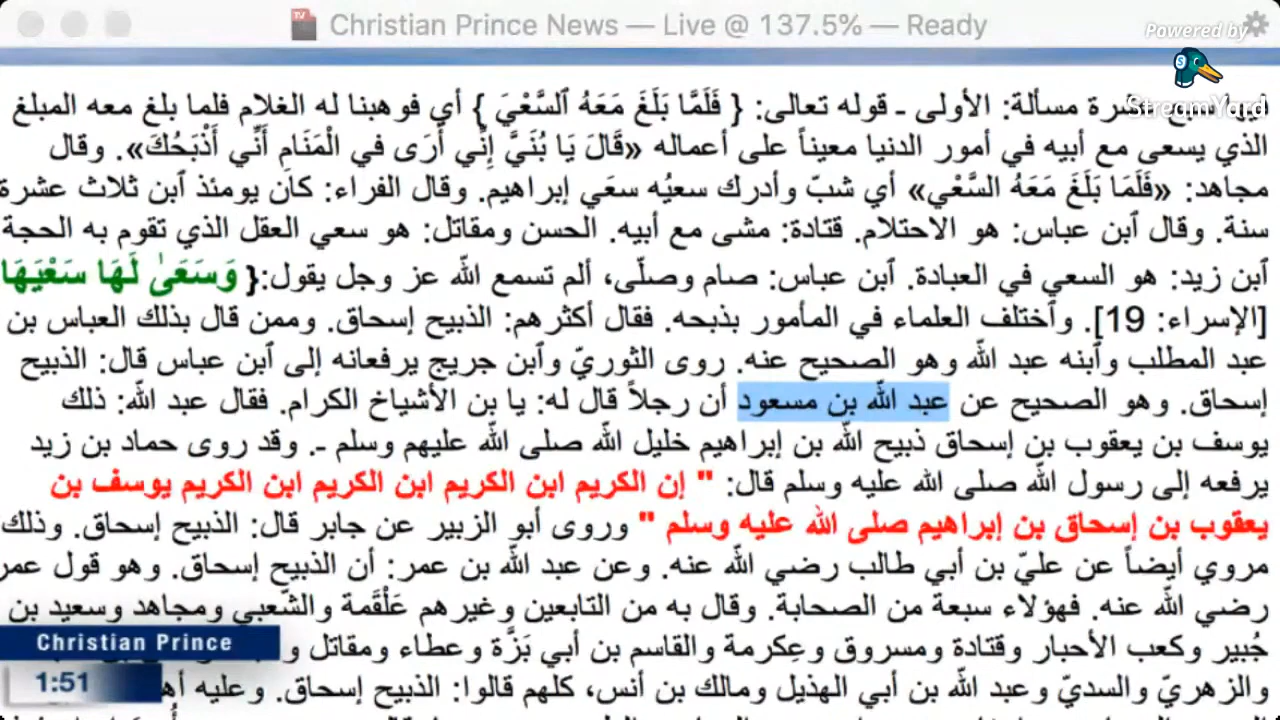 Christian Prince News — Live @ 137.5% — Ready
Powered by
StreamYard
مسألة: الأولى ـ قوله تعالى: { فَلَمَّا بَلَغَ مَعَهُ ٱلسَّعْيَ } أي فوهبنا له الغلام فلما بلغ معه المبلغ
الذي يسعى مع أبيه في أمور الدنيا معيناً على أعماله «قَالَ يَا بُنَيَّ إِنِّي أَرَى في الْمَنَامِ أَنِّي أَذْبَحُكَ». وقال
مجاهد: «فَلَمَا بَلَغَ مَعَهُ السَّعْي» أي شبّ وأدرك سعيُه سعَي إبراهيم. وقال الفراء: كان يومئذ ٱبن ثلاث عشرة
سنة. وقال ٱبن عباس: هو الاحتلام. قتادة: مشى مع أبيه. الحسن ومقاتل: هو سعي العقل الذي تقوم به الحجة
ٱبن زيد: هو السعي في العبادة. ٱبن عباس: صام وصلّى، ألم تسمع الله عز وجل يقول:{ وَسَعَىٰ لَهَا سَعْيَهَا
[الإسراء: 19]. وٱختلف العلماء في المأمور بذبحه. فقال أكثرهم: الذبيح إسحاق. وممن قال بذلك العباس بن
عبد المطلب وٱبنه عبد الله وهو الصحيح عنه. روى الثوريّ وٱبن جريج يرفعانه إلى ٱبن عباس قال: الذبيح
إسحاق. وهو الصحيح عن عبد الله بن مسعود أن رجلاً قال له: يا بن الأشياخ الكرام. فقال عبد الله: ذلك
يوسف بن يعقوب بن إسحاق ذبيح الله بن إبراهيم خليل الله صلى الله عليهم وسلم ـ. وقد روى حماد بن زيد
يرفعه إلى رسول الله صلى الله عليه وسلم قال: " إن الكريم ابن الكريم ابن الكريم ابن الكريم يوسف بن
يعقوب بن إسحاق بن إبراهيم صلى الله عليه وسلم " وروى أبو الزبير عن جابر قال: الذبيح إسحاق. وذلك
مروي أيضاً عن عليّ بن أبي طالب رضي الله عنه. وعن عبد الله بن عمر: أن الذبيح إسحاق. وهو قول عمر
رضي الله عنه. فهؤلاء سبعة من الصحابة. وقال به من التابعين وغيرهم عَلْقَمة والشّعبي ومجاهد وسعيد بن
جُبير وكعب الأحبار وقتادة ومسروق وعِكرمة والقاسم بن أبي بَزَّة وعطاء ومقاتل
والزهريّ والسديّ وعبد الله بن أبي الهذيل ومالك بن أنس، كلهم قالوا: الذبيح إسحاق. وعليه
Christian Prince
1:51